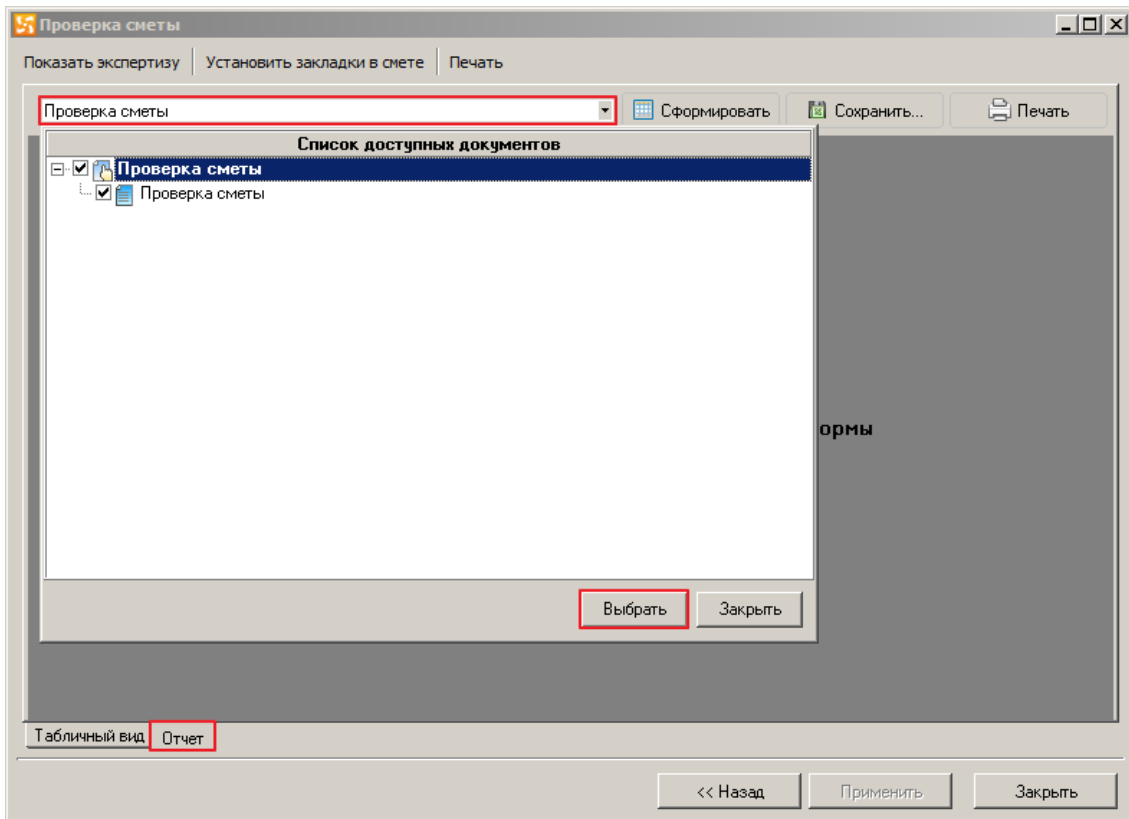 Проверка сметы
Показать экспертизу Установить закладки в смете Печать
Проверка сметы Сформировать Сохранить... Печать
Список доступных документов
Проверка сметы
Проверка сметы
ормы
Выбрать Закрыть
Табличный вид Отчет
<< Назад Применить Закрыть